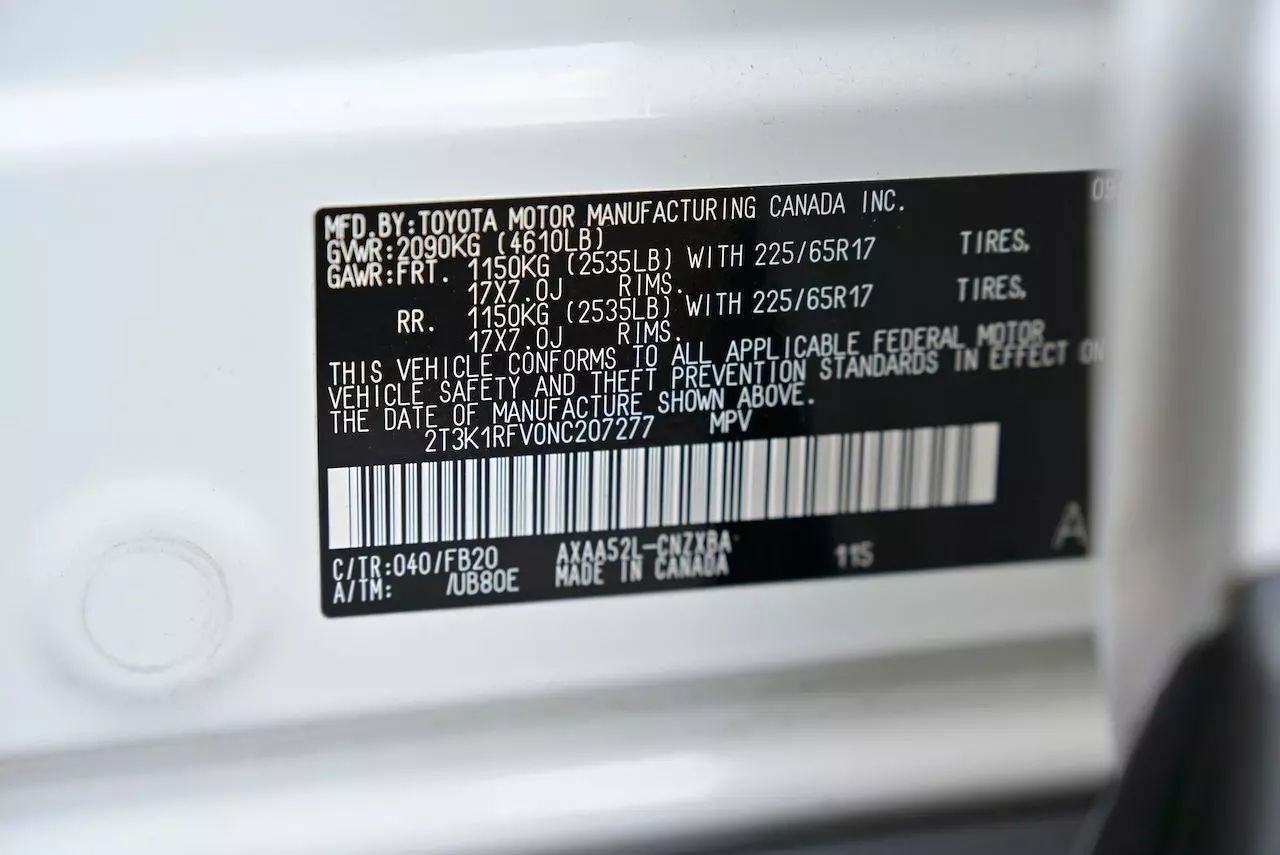 09
MFD.BY:TOYOTA MOTOR MANUFACTURING CANADA INC.
GVWR:2090KG (4610LB)
GAWR:FRT. 1150KG (2535LB) WITH 225/65R17 TIRES,
17X7.0J RIMS.
RR. 1150KG (2535LB) WITH 225/65R17 TIRES,
17X7.0J RIMS.
THIS VEHICLE CONFORMS TO ALL APPLICABLE FEDERAL MOTOR
VEHICLE SAFETY AND THEFT PREVENTION STANDARDS IN EFFECT ON
THE DATE OF MANUFACTURE SHOWN ABOVE.
2T3K1RFV0NC207277 MPV
C/TR:040/FB20 AXAA52L-CNZXBA 115 A
A/TM: /UB80E MADE IN CANADA